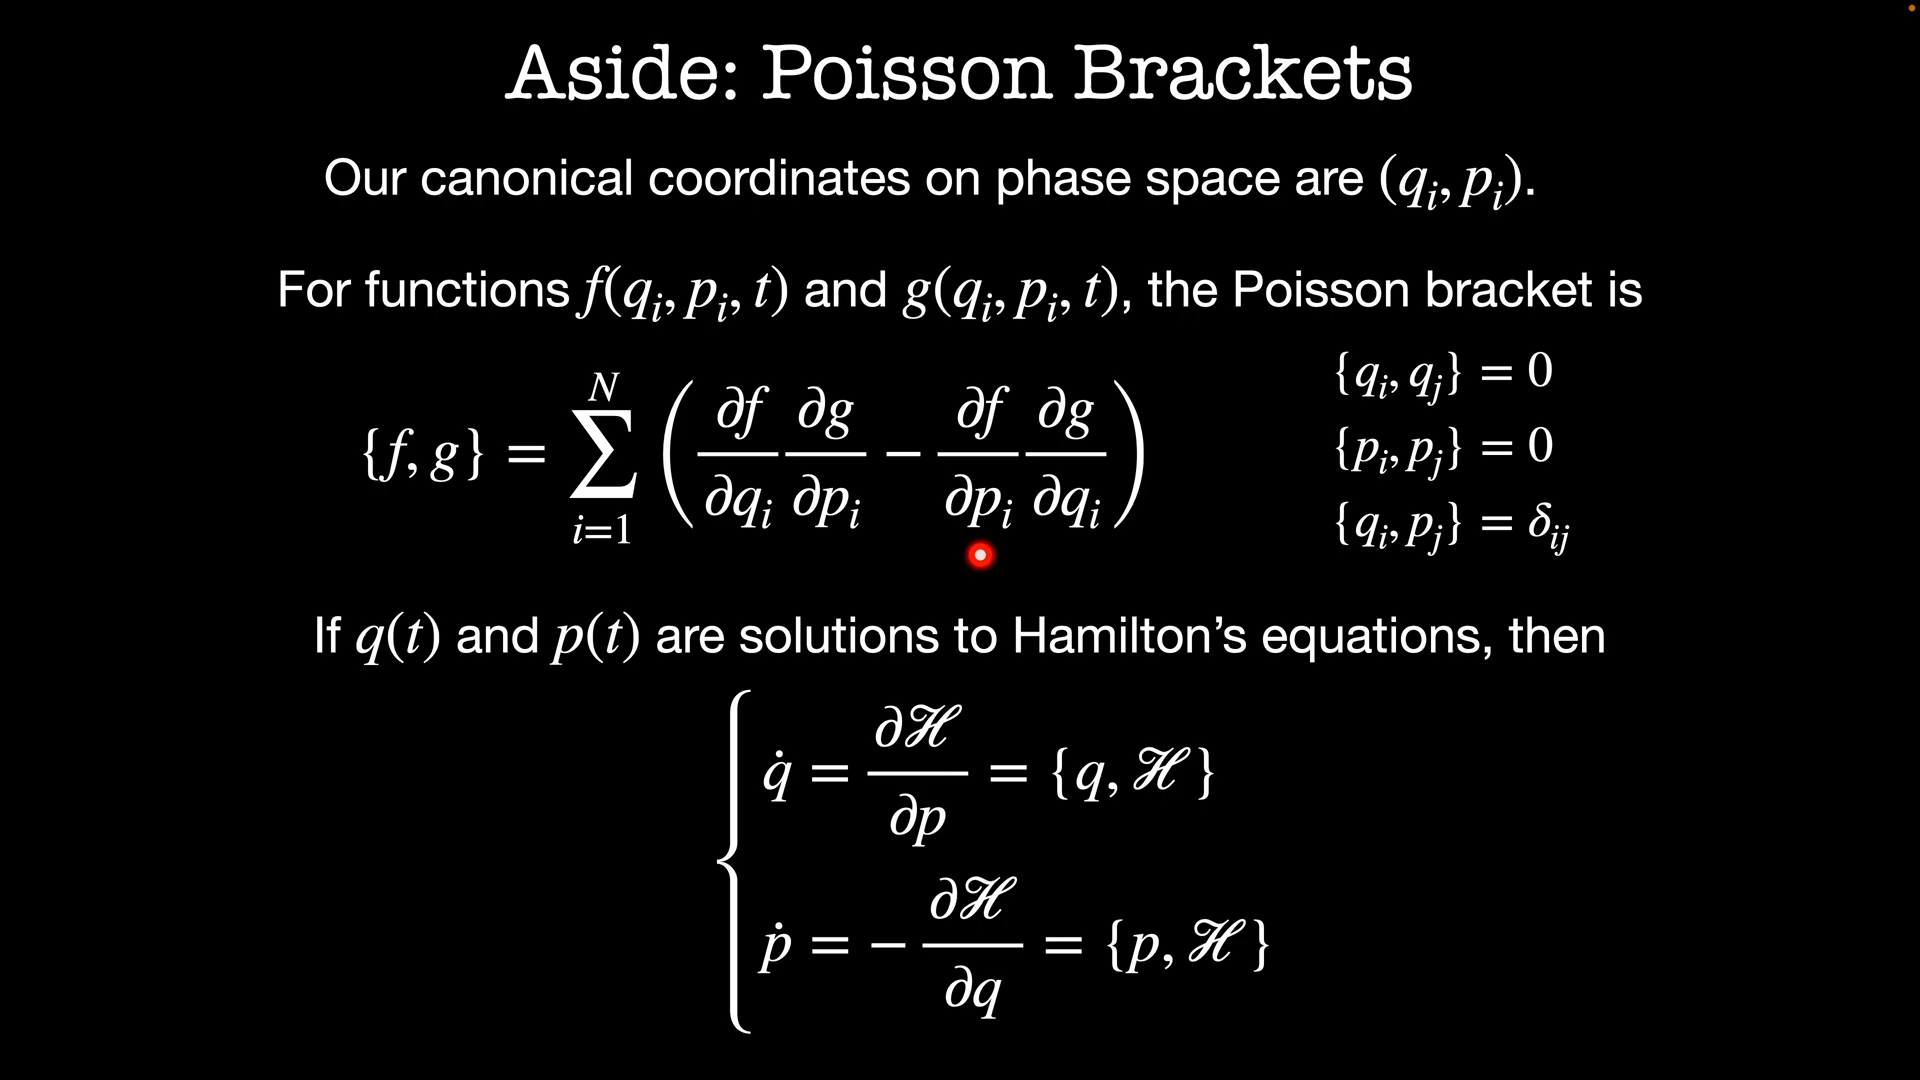 Aside: Poisson Brackets
Our canonical coordinates on phase space are (qᵢ, pᵢ).
For functions f(qᵢ, pᵢ, t) and g(qᵢ, pᵢ, t), the Poisson bracket is
{f, g} = ∑_{i=1}^{N} (∂f/∂qᵢ ∂g/∂pᵢ − ∂f/∂pᵢ ∂g/∂qᵢ)
{qᵢ, qⱼ} = 0
{pᵢ, pⱼ} = 0
{qᵢ, pⱼ} = δᵢⱼ
If q(t) and p(t) are solutions to Hamilton’s equations, then
q̇ = ∂ℋ/∂p = {q, ℋ}
ṗ = − ∂ℋ/∂q = {p, ℋ}